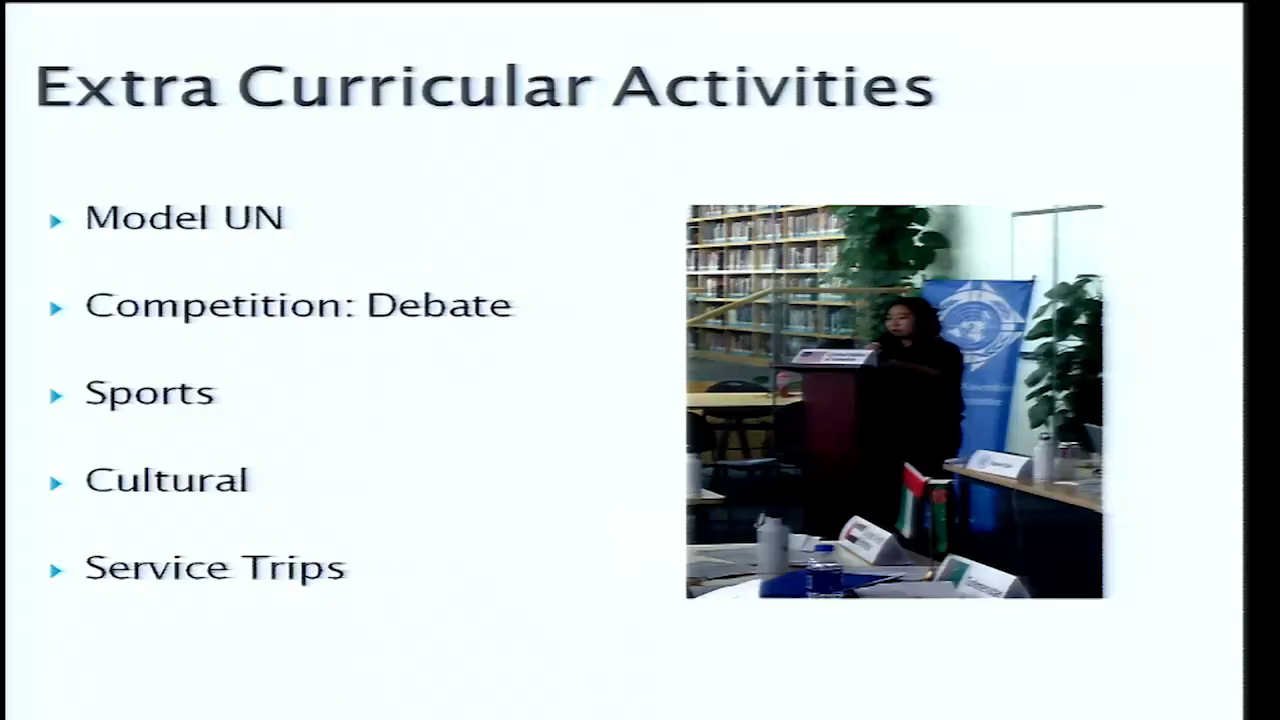 Extra Curricular Activities
Model UN
Competition: Debate
Sports
Cultural
Service Trips